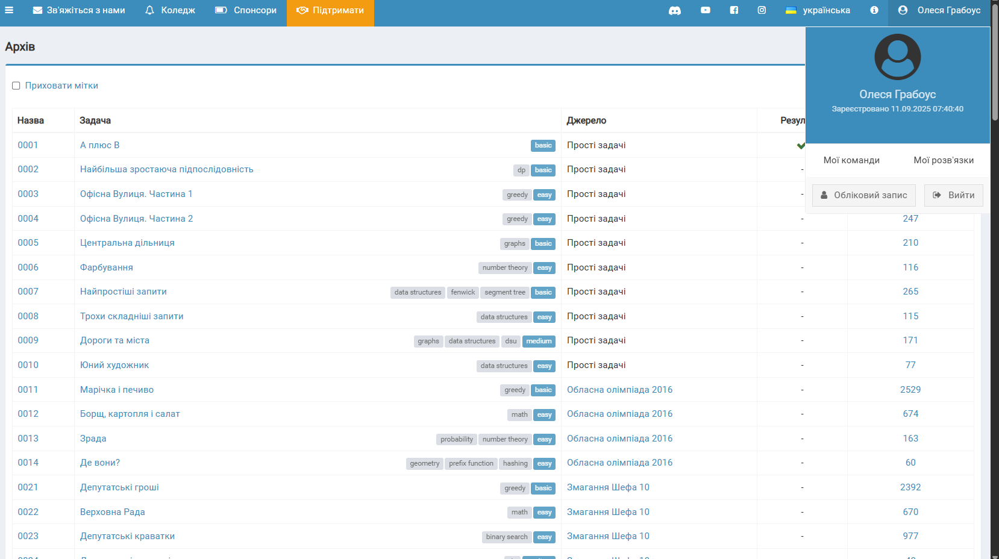 Зв'яжіться з нами Коледж Спонсори Підтримати українська Олеся Грабоус
Архів
Олеся Грабоус
Зареєстровано 11.09.2025 07:40:40
Мої команди Мої розв'язки
Обліковий запис Вийти
Приховати мітки
Назва Задача Джерело Резул
0001 А плюс В basic Прості задачі
0002 Найбільша зростаюча підпослідовність dp basic Прості задачі -
0003 Офісна Вулиця. Частина 1 greedy easy Прості задачі -
0004 Офісна Вулиця. Частина 2 greedy easy Прості задачі - 247
0005 Центральна дільниця graphs basic Прості задачі - 210
0006 Фарбування number theory easy Прості задачі - 116
0007 Найпростіші запити data structures fenwick segment tree basic Прості задачі - 265
0008 Трохи складніші запити data structures easy Прості задачі - 115
0009 Дороги та міста graphs data structures dsu medium Прості задачі - 171
0010 Юний художник data structures easy Прості задачі - 77
0011 Марічка і печиво greedy basic Обласна олімпіада 2016 - 2529
0012 Борщ, картопля і салат math easy Обласна олімпіада 2016 - 674
0013 Зрада probability number theory easy Обласна олімпіада 2016 - 163
0014 Де вони? geometry prefix function hashing easy Обласна олімпіада 2016 - 60
0021 Депутатські гроші greedy basic Змагання Шефа 10 - 2392
0022 Верховна Рада math easy Змагання Шефа 10 - 670
0023 Депутатські краватки binary search easy Змагання Шефа 10 - 977